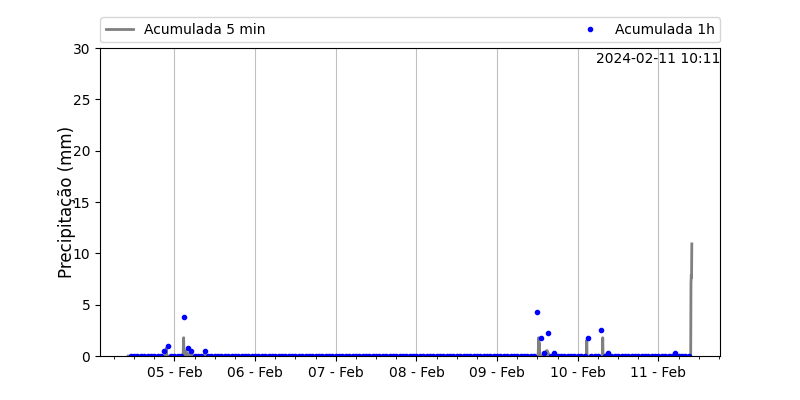 Acumulada 5 min
Acumulada 1h
2024-02-11 10:11
Precipitação (mm)
30
25
20
15
10
5
0
05 - Feb
06 - Feb
07 - Feb
08 - Feb
09 - Feb
10 - Feb
11 - Feb